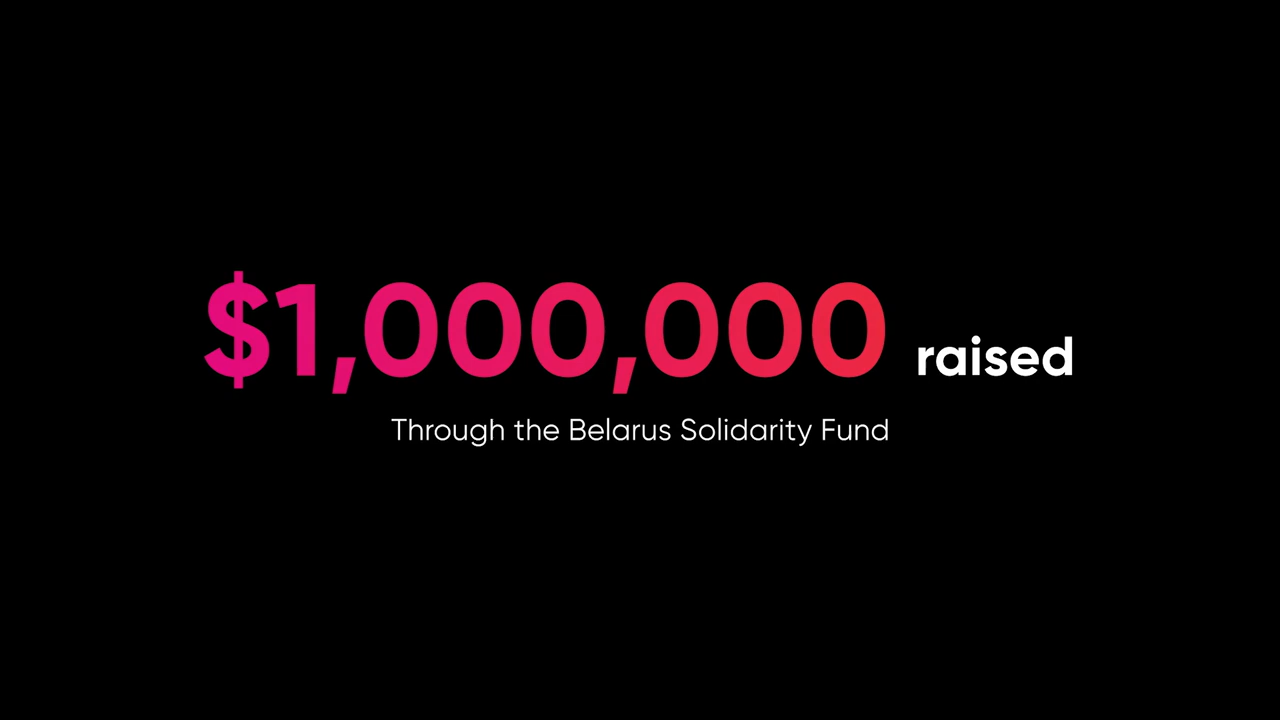 $1,000,000 raised
Through the Belarus Solidarity Fund